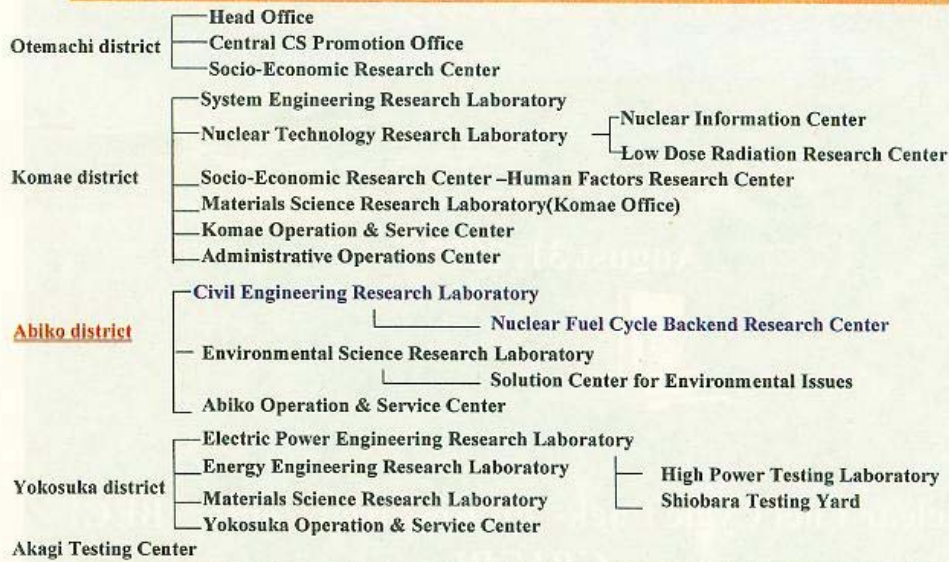 Head Office
Otemachi district
Central CS Promotion Office
Socio-Economic Research Center
System Engineering Research Laboratory
Nuclear Technology Research Laboratory
Nuclear Information Center
Low Dose Radiation Research Center
Komae district
Socio-Economic Research Center –Human Factors Research Center
Materials Science Research Laboratory(Komae Office)
Komae Operation & Service Center
Administrative Operations Center
Civil Engineering Research Laboratory
Nuclear Fuel Cycle Backend Research Center
Abiko district
Environmental Science Research Laboratory
Solution Center for Environmental Issues
Abiko Operation & Service Center
Electric Power Engineering Research Laboratory
High Power Testing Laboratory
Shiobara Testing Yard
Yokosuka district
Energy Engineering Research Laboratory
Materials Science Research Laboratory
Yokosuka Operation & Service Center
Akagi Testing Center